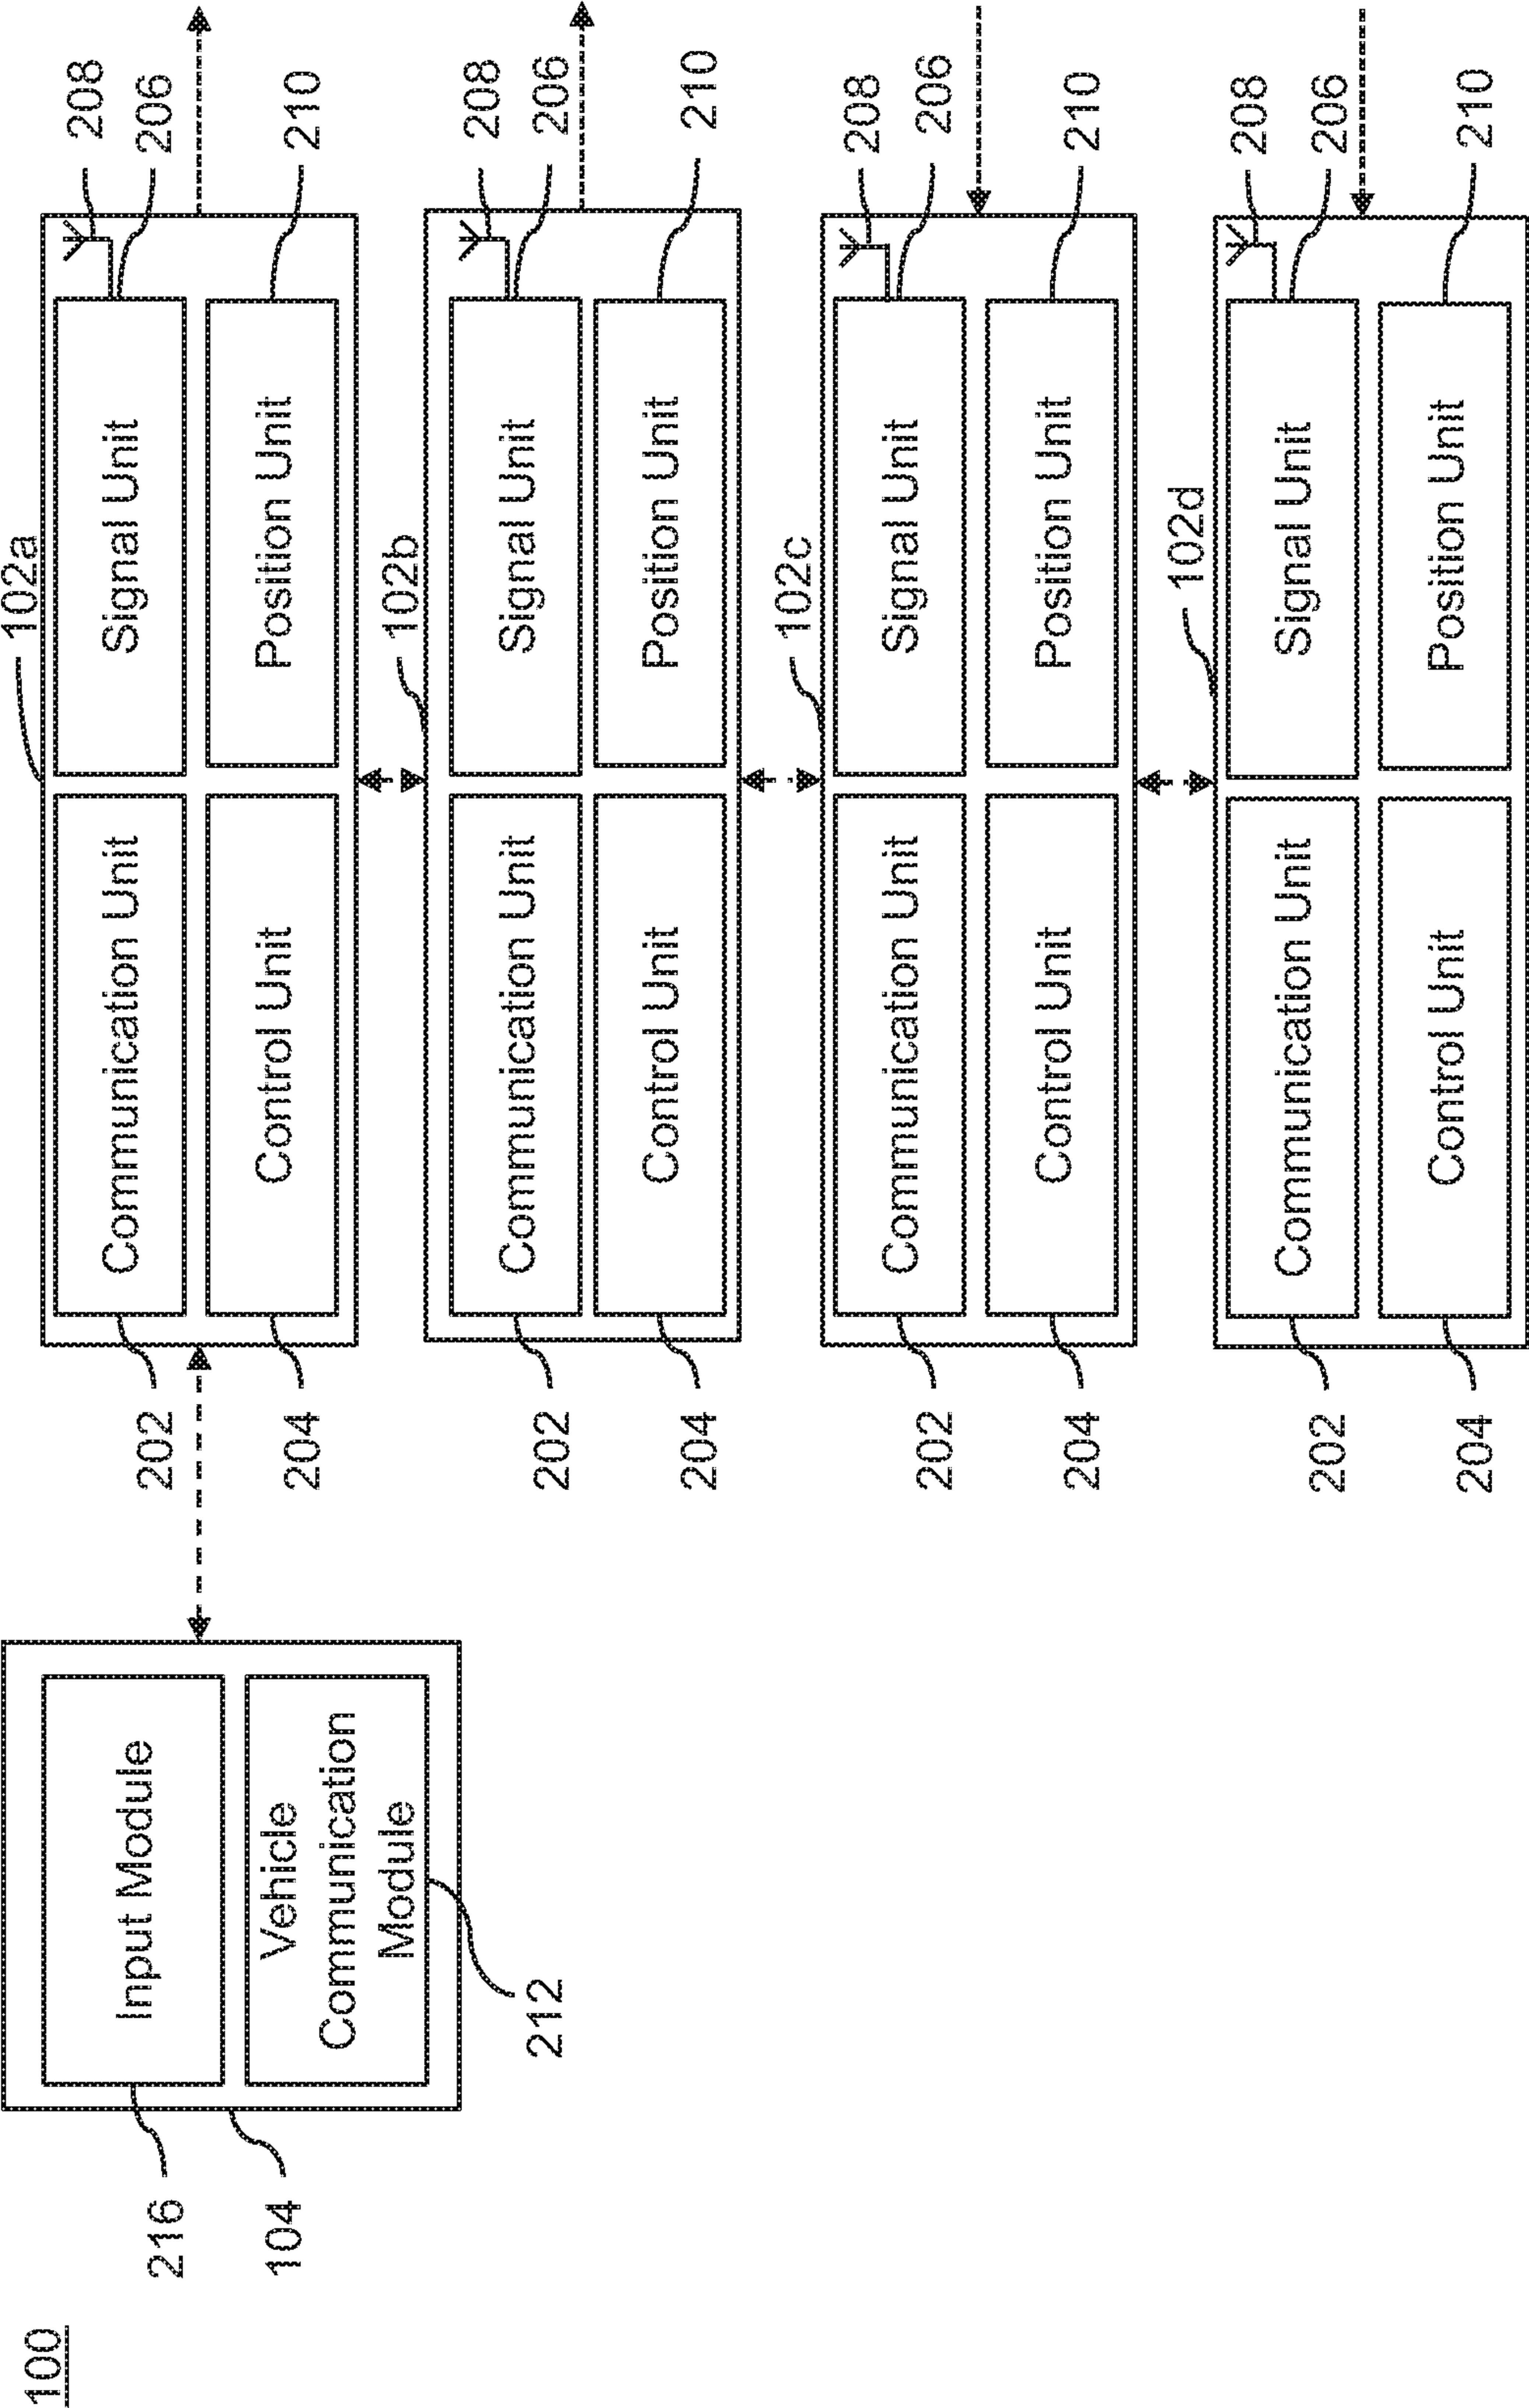 100
216
104
Input Module
Vehicle
Communication
Module
212
102a
202
204
Communication Unit
Signal Unit
Control Unit
Position Unit
208
206
210
102b
202
204
Communication Unit
Signal Unit
Control Unit
Position Unit
208
206
210
102c
202
204
Communication Unit
Signal Unit
Control Unit
Position Unit
208
206
210
102d
202
204
Communication Unit
Signal Unit
Control Unit
Position Unit
208
206
210